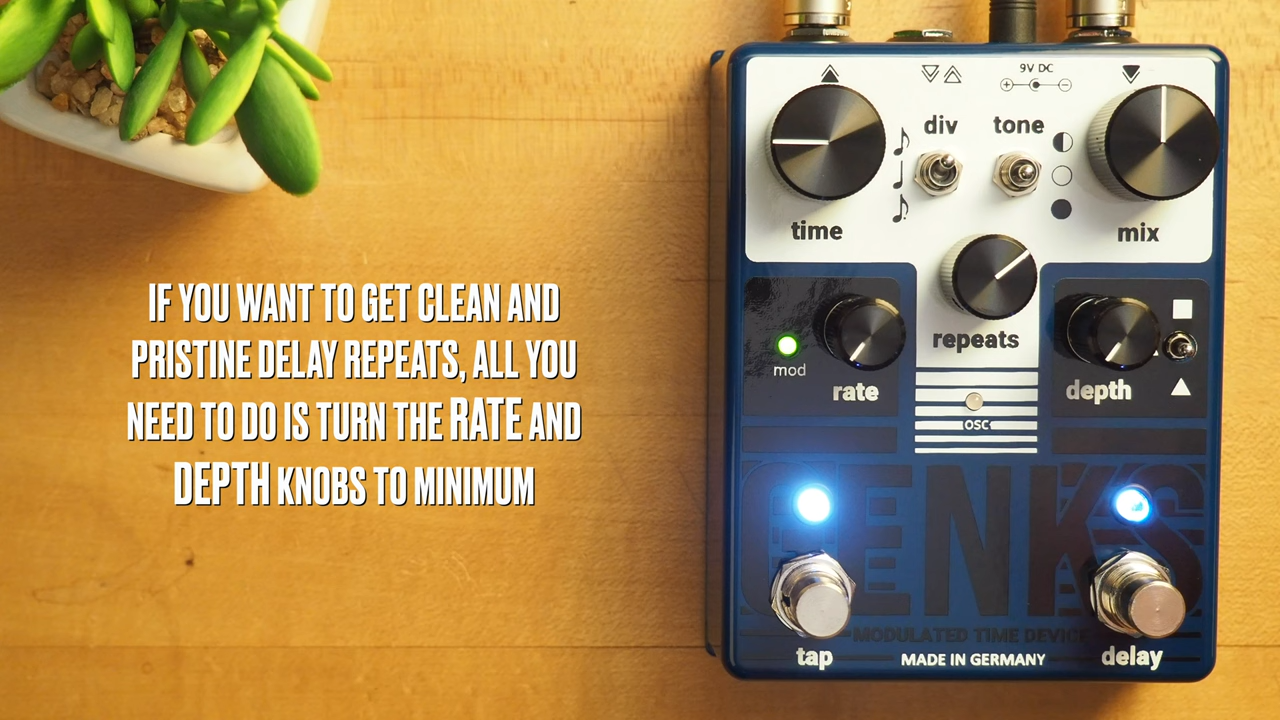 IF YOU WANT TO GET CLEAN AND
PRISTINE DELAY REPEATS, ALL YOU
NEED TO DO IS TURN THE RATE AND
DEPTH KNOBS TO MINIMUM
9V DC
div
tone
time
mix
repeats
mod
rate
depth
osc
ENKS
MODULATED TIME DEVICE
tap
MADE IN GERMANY
delay